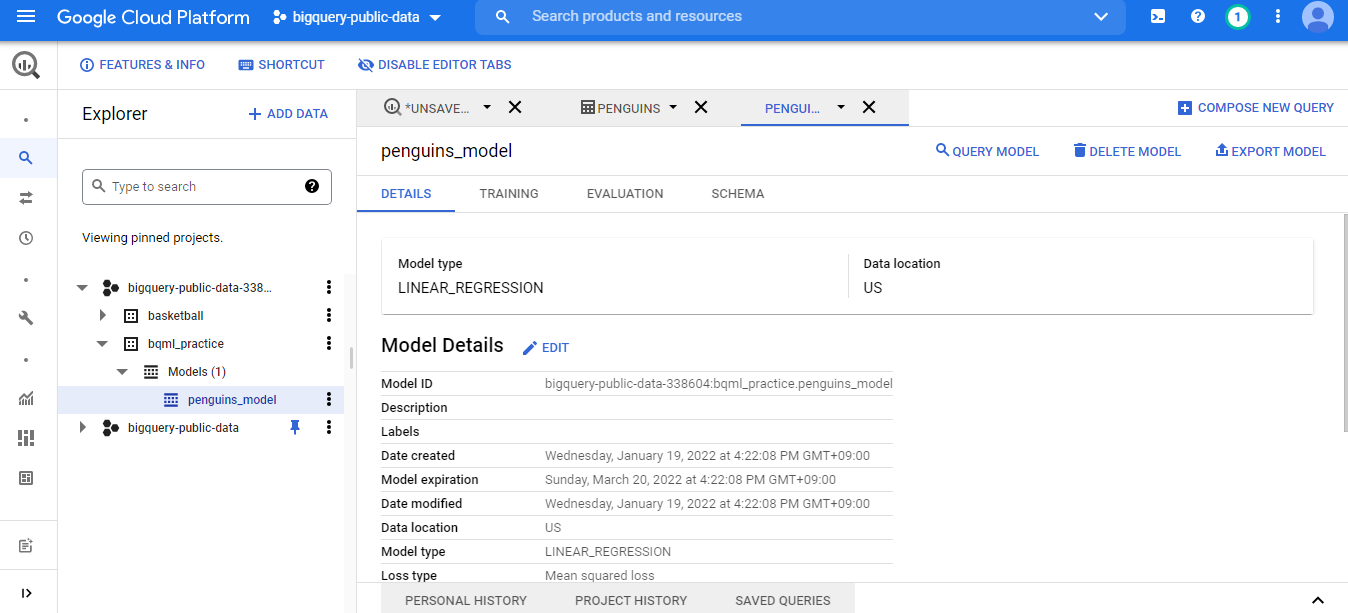 Google Cloud Platform bigquery-public-data Search products and resources 1
FEATURES & INFO SHORTCUT DISABLE EDITOR TABS
Explorer + ADD DATA
Type to search
Viewing pinned projects.
bigquery-public-data-338...
basketball
bqml_practice
Models (1)
penguins_model
bigquery-public-data
*UNSAVE... PENGUINS PENGUI... COMPOSE NEW QUERY
penguins_model QUERY MODEL DELETE MODEL EXPORT MODEL
DETAILS TRAINING EVALUATION SCHEMA
Model type Data location
LINEAR_REGRESSION US
Model Details EDIT
Model ID bigquery-public-data-338604:bqml_practice.penguins_model
Description
Labels
Date created Wednesday, January 19, 2022 at 4:22:08 PM GMT+09:00
Model expiration Sunday, March 20, 2022 at 4:22:08 PM GMT+09:00
Date modified Wednesday, January 19, 2022 at 4:22:08 PM GMT+09:00
Data location US
Model type LINEAR_REGRESSION
Loss type Mean squared loss
PERSONAL HISTORY PROJECT HISTORY SAVED QUERIES